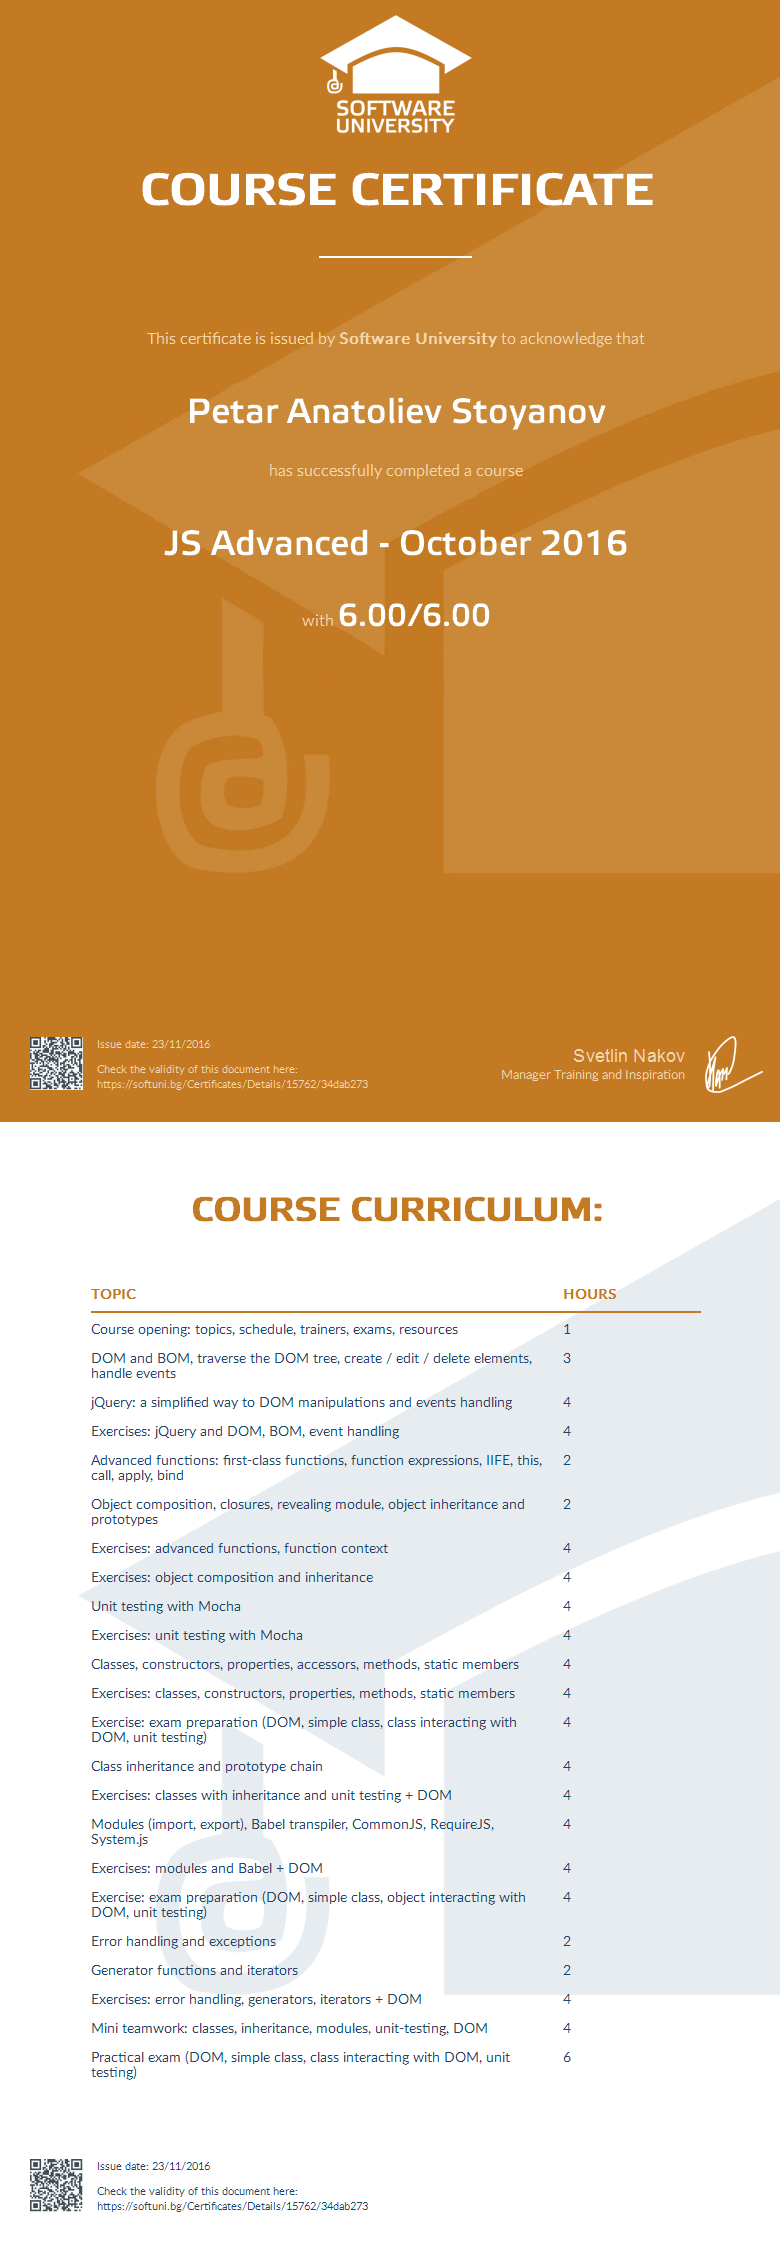 SOFTWARE
UNIVERSITY
COURSE CERTIFICATE
This certificate is issued by Software University to acknowledge that
Petar Anatoliev Stoyanov
has successfully completed a course
JS Advanced - October 2016
with 6.00/6.00
Issue date: 23/11/2016
Check the validity of this document here:
https://softuni.bg/Certificates/Details/15762/34dab273
Svetlin Nakov
Manager Training and Inspiration
COURSE CURRICULUM:
TOPIC HOURS
Course opening: topics, schedule, trainers, exams, resources 1
DOM and BOM, traverse the DOM tree, create / edit / delete elements, 3
handle events
jQuery: a simplified way to DOM manipulations and events handling 4
Exercises: jQuery and DOM, BOM, event handling 4
Advanced functions: first-class functions, function expressions, IIFE, this, 2
call, apply, bind
Object composition, closures, revealing module, object inheritance and 2
prototypes
Exercises: advanced functions, function context 4
Exercises: object composition and inheritance 4
Unit testing with Mocha 4
Exercises: unit testing with Mocha 4
Classes, constructors, properties, accessors, methods, static members 4
Exercises: classes, constructors, properties, methods, static members 4
Exercise: exam preparation (DOM, simple class, class interacting with 4
DOM, unit testing)
Class inheritance and prototype chain 4
Exercises: classes with inheritance and unit testing + DOM 4
Modules (import, export), Babel transpiler, CommonJS, RequireJS, 4
System.js
Exercises: modules and Babel + DOM 4
Exercise: exam preparation (DOM, simple class, object interacting with 4
DOM, unit testing)
Error handling and exceptions 2
Generator functions and iterators 2
Exercises: error handling, generators, iterators + DOM 4
Mini teamwork: classes, inheritance, modules, unit-testing, DOM 4
Practical exam (DOM, simple class, class interacting with DOM, unit 6
testing)
Issue date: 23/11/2016
Check the validity of this document here:
https://softuni.bg/Certificates/Details/15762/34dab273